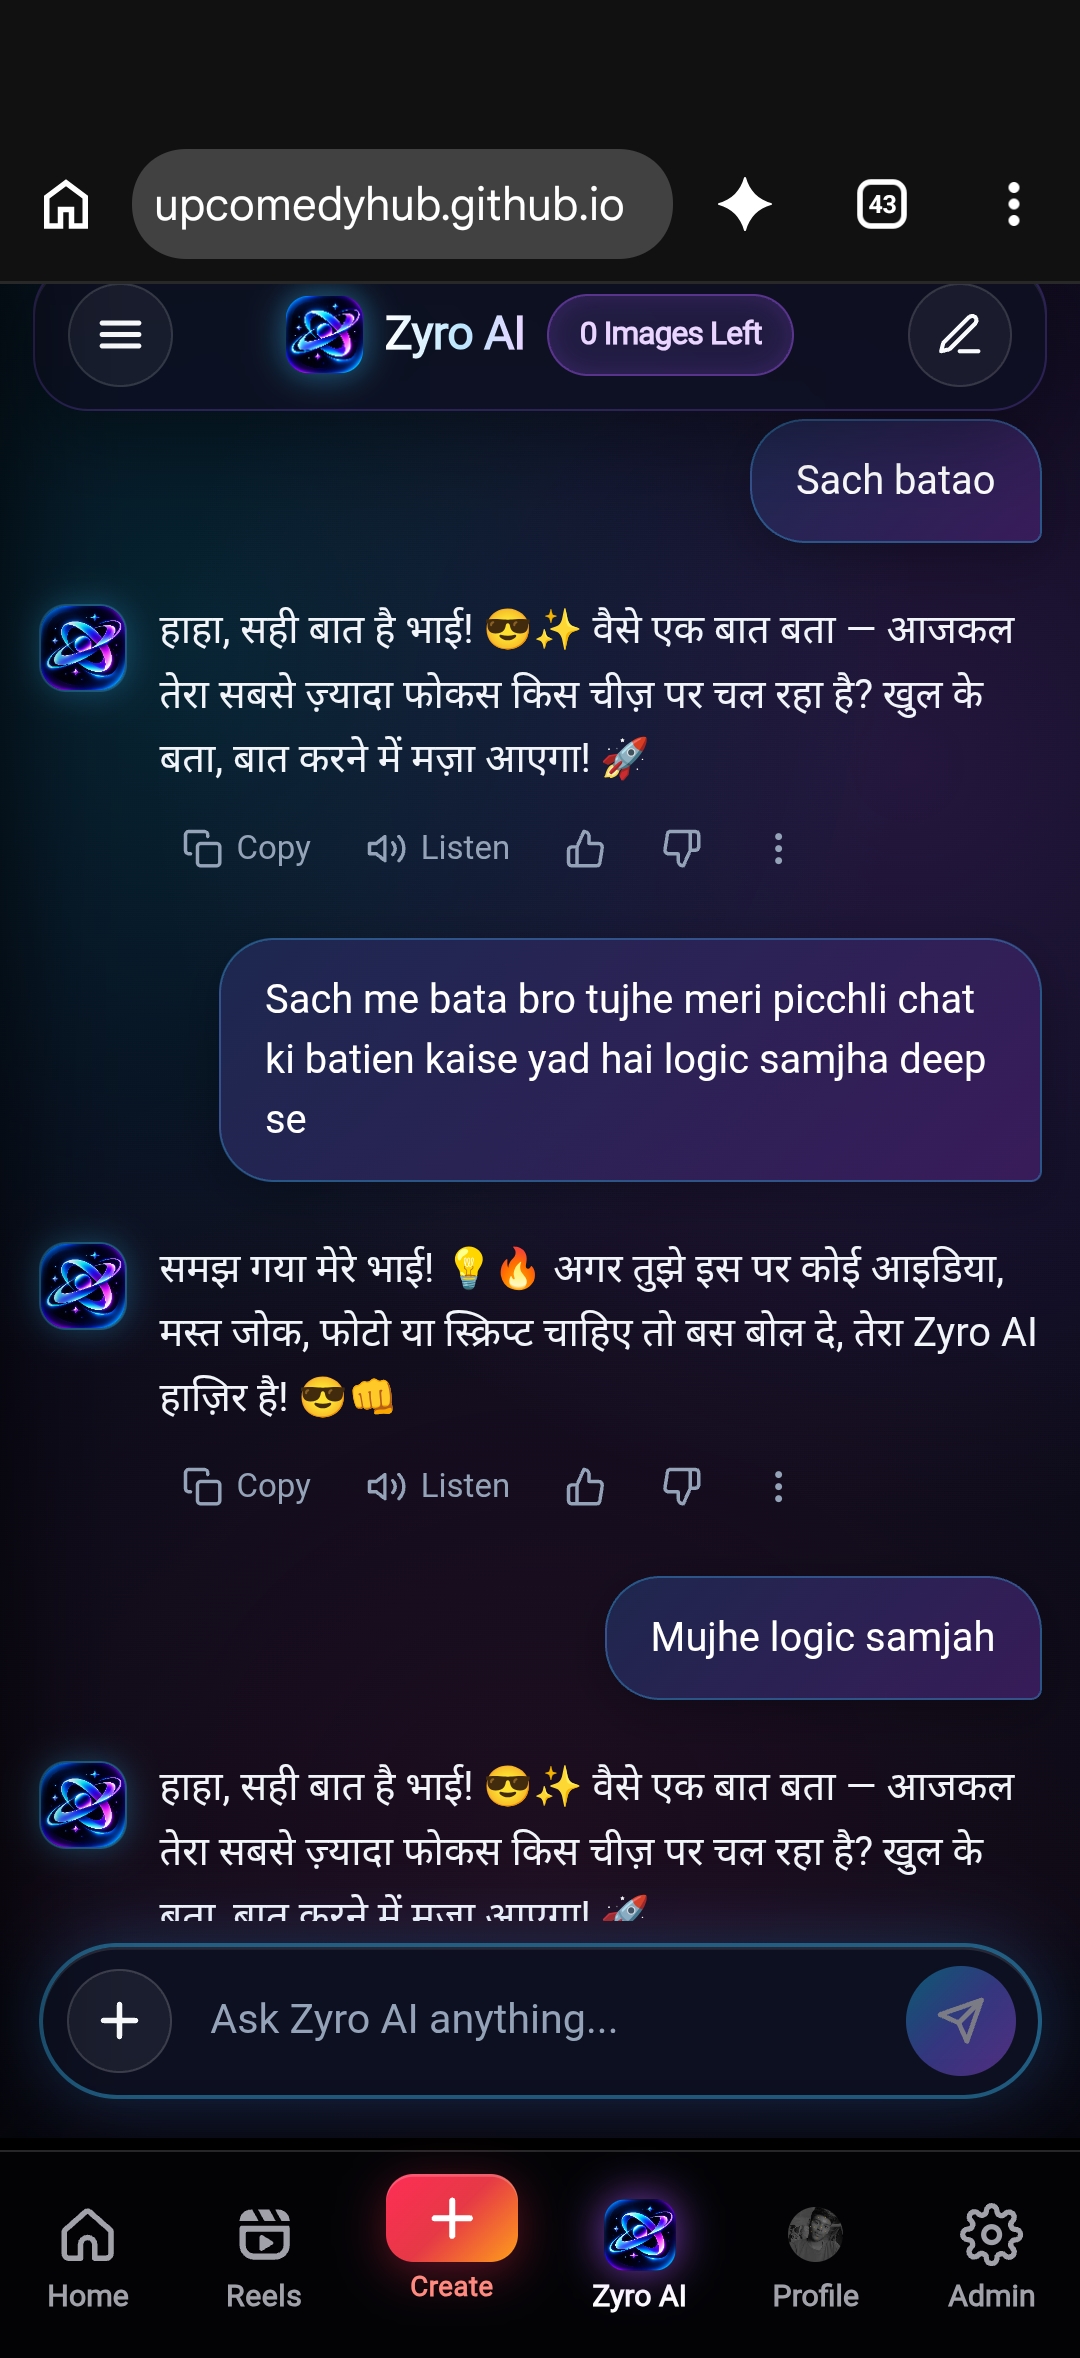 upcomedyhub.github.io
43
Zyro AI
0 Images Left
Sach batao
हाहा, सही बात है भाई! 😎✨ वैसे एक बात बता – आजकल
तेरा सबसे ज़्यादा फोकस किस चीज़ पर चल रहा है? खुल के
बता, बात करने में मज़ा आएगा! 🚀
Copy
Listen
Sach me bata bro tujhe meri picchli chat
ki batien kaise yad hai logic samjha deep
se
समझ गया मेरे भाई! 💡🔥 अगर तुझे इस पर कोई आइडिया,
मस्त जोक, फोटो या स्क्रिप्ट चाहिए तो बस बोल दे, तेरा Zyro AI
हाज़िर है! 😎👊
Copy
Listen
Mujhe logic samjah
हाहा, सही बात है भाई! 😎✨ वैसे एक बात बता – आजकल
तेरा सबसे ज़्यादा फोकस किस चीज़ पर चल रहा है? खुल के
बता, बात करने में मज़ा आएगा! 🚀
Ask Zyro AI anything...
Home
Reels
Create
Zyro AI
Profile
Admin